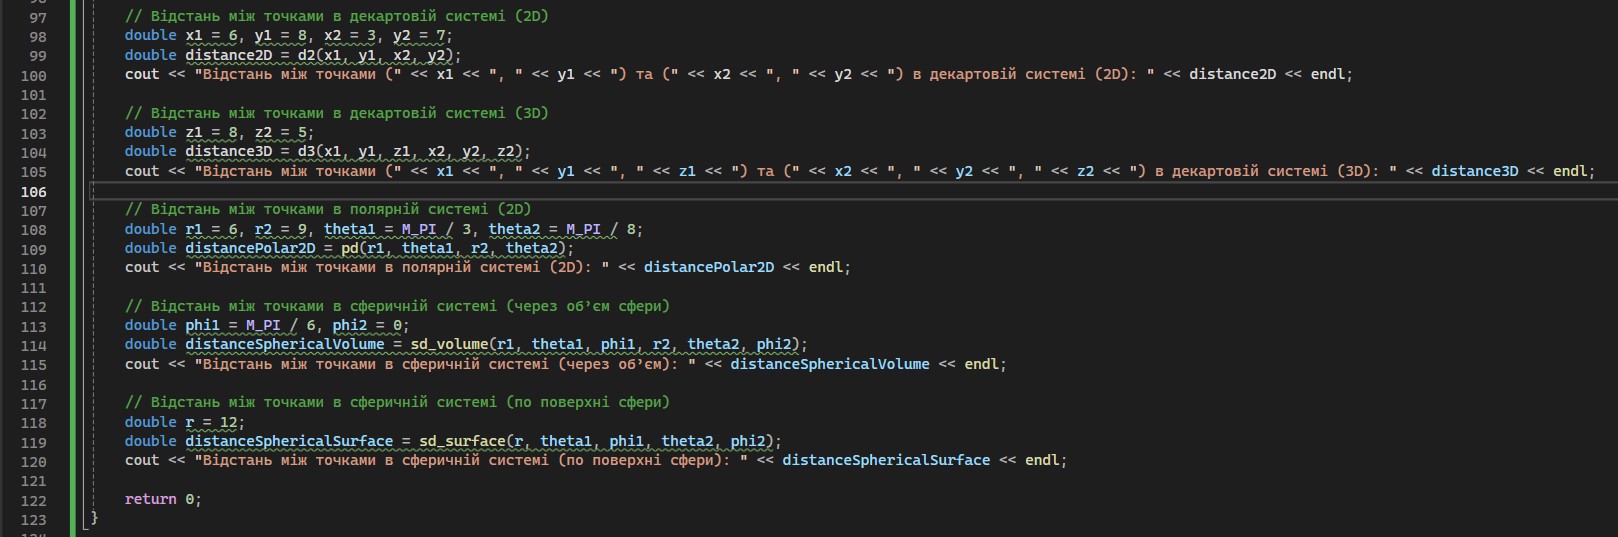 97 // Відстань між точками в декартовій системі (2D)
98 double x1 = 6, y1 = 8, x2 = 3, y2 = 7;
99 double distance2D = d2(x1, y1, x2, y2);
100 cout << "Відстань між точками (" << x1 << ", " << y1 << ") та (" << x2 << ", " << y2 << ") в декартовій системі (2D): " << distance2D << endl;
101
102 // Відстань між точками в декартовій системі (3D)
103 double z1 = 8, z2 = 5;
104 double distance3D = d3(x1, y1, z1, x2, y2, z2);
105 cout << "Відстань між точками (" << x1 << ", " << y1 << ", " << z1 << ") та (" << x2 << ", " << y2 << ", " << z2 << ") в декартовій системі (3D): " << distance3D << endl;
106
107 // Відстань між точками в полярній системі (2D)
108 double r1 = 6, r2 = 9, theta1 = M_PI / 3, theta2 = M_PI / 8;
109 double distancePolar2D = pd(r1, theta1, r2, theta2);
110 cout << "Відстань між точками в полярній системі (2D): " << distancePolar2D << endl;
111
112 // Відстань між точками в сферичній системі (через об’єм сфери)
113 double phi1 = M_PI / 6, phi2 = 0;
114 double distanceSphericalVolume = sd_volume(r1, theta1, phi1, r2, theta2, phi2);
115 cout << "Відстань між точками в сферичній системі (через об’єм): " << distanceSphericalVolume << endl;
116
117 // Відстань між точками в сферичній системі (по поверхні сфери)
118 double r = 12;
119 double distanceSphericalSurface = sd_surface(r, theta1, phi1, theta2, phi2);
120 cout << "Відстань між точками в сферичній системі (по поверхні сфери): " << distanceSphericalSurface << endl;
121
122 return 0;
123 }